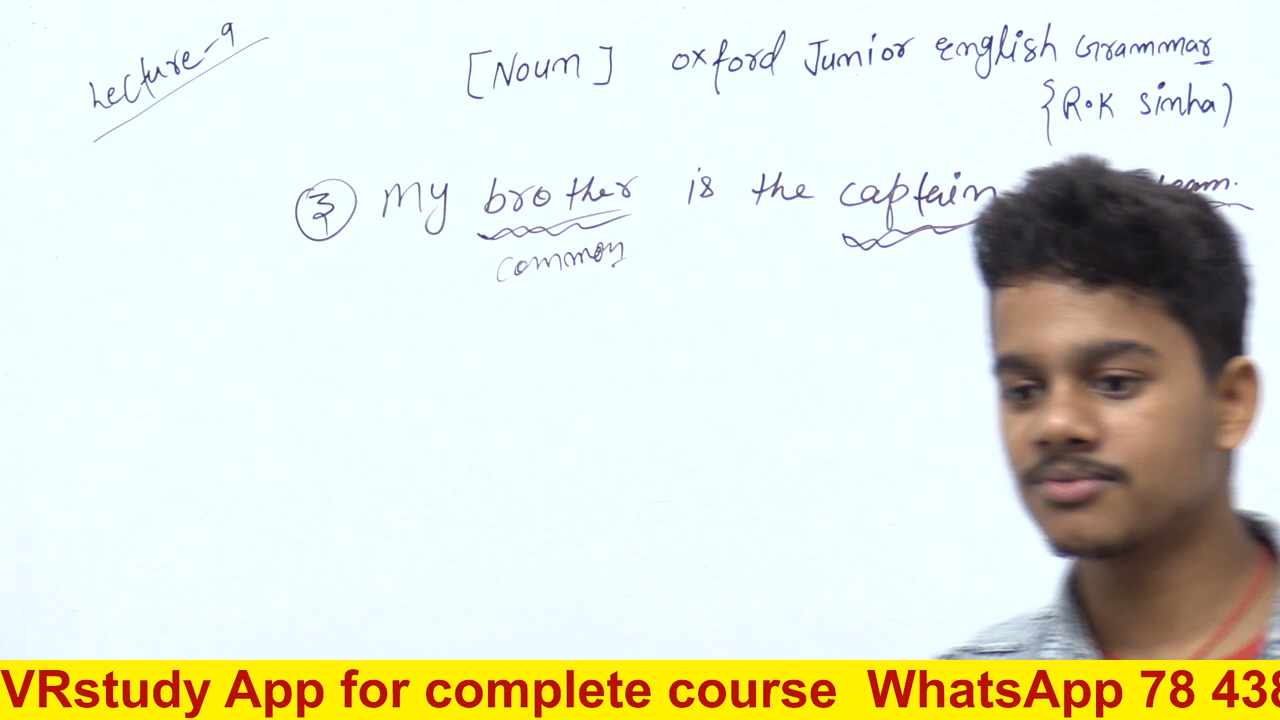 Lecture-9
[Noun] Oxford Junior English Grammar
{R.K Sinha)
③ My brother is the captain team.
common
VRstudy App for complete course WhatsApp 78 438